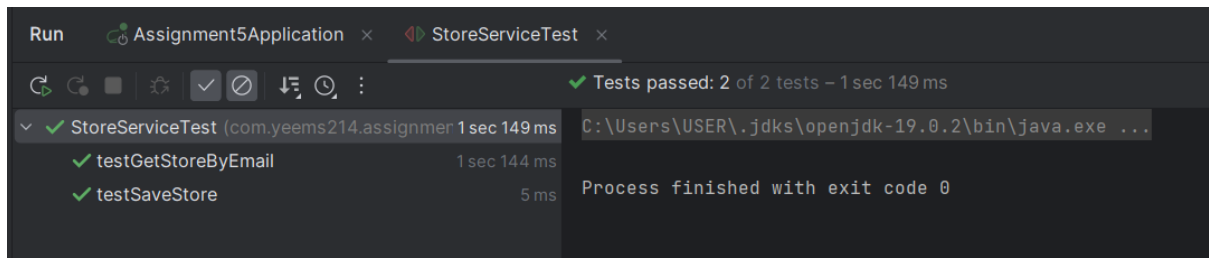 Run Assignment5Application × StoreServiceTest ×
Tests passed: 2 of 2 tests – 1 sec 149 ms
StoreServiceTest (com.yeems214.assignmer 1 sec 149 ms
C:\Users\USER\.jdks\openjdk-19.0.2\bin\java.exe ...
testGetStoreByEmail 1 sec 144 ms
testSaveStore 5 ms
Process finished with exit code 0